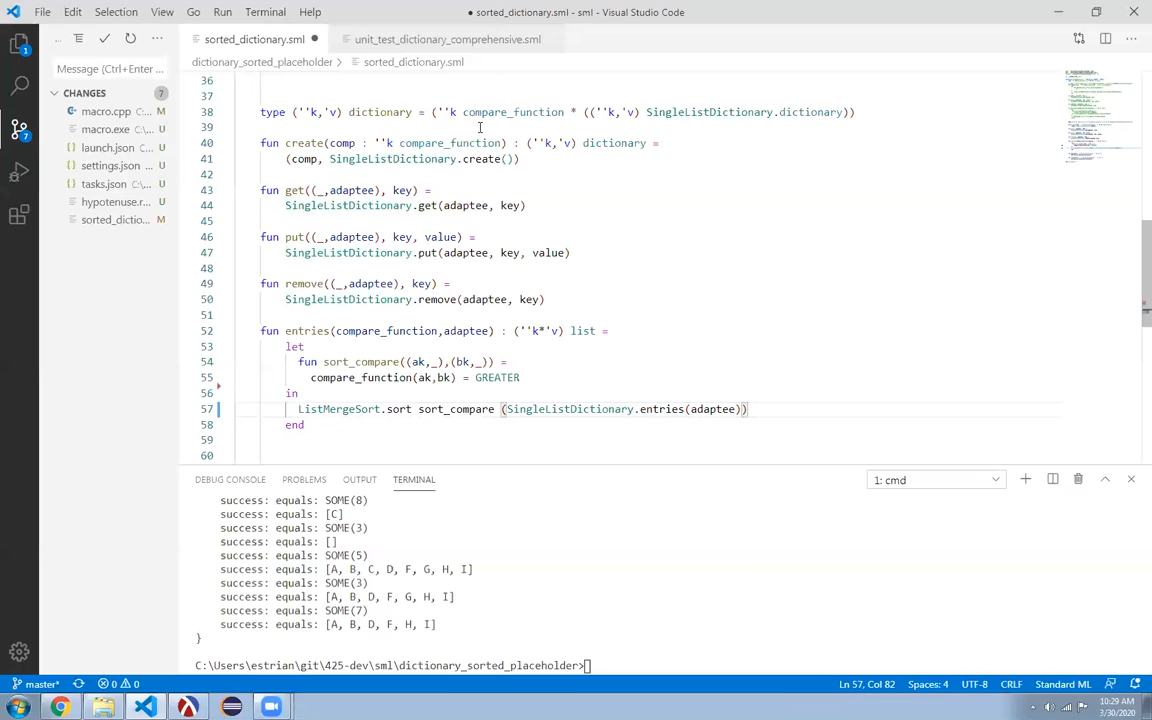 File Edit Selection View Go Run Terminal Help
● sorted_dictionary.sml - sml - Visual Studio Code
sorted_dictionary.sml ●
unit_test_dictionary_comprehensive.sml
dictionary_sorted_placeholder > sorted_dictionary.sml
Message (Ctrl+Enter ...
CHANGES 7
macro.cpp C:\... U
macro.exe C:\... U
launch.json C:\... U
settings.json C:\... U
tasks.json C:\... U
hypotenuse.r... U
sorted_dictio... M
36
37
38 type (''k,'v) dictionary = (''k compare_function * ((''k,'v) SingleListDictionary.dictionary))
39
40 fun create(comp : ''k compare_function) : (''k,'v) dictionary =
41 (comp, SingleListDictionary.create())
42
43 fun get((_,adaptee), key) =
44 SingleListDictionary.get(adaptee, key)
45
46 fun put((_,adaptee), key, value) =
47 SingleListDictionary.put(adaptee, key, value)
48
49 fun remove((_,adaptee), key) =
50 SingleListDictionary.remove(adaptee, key)
51
52 fun entries(compare_function,adaptee) : (''k*'v) list =
53 let
54 fun sort_compare((ak,_),(bk,_)) =
55 compare_function(ak,bk) = GREATER
56 in
57 ListMergeSort.sort sort_compare (SingleListDictionary.entries(adaptee))
58 end
59
60
DEBUG CONSOLE PROBLEMS OUTPUT TERMINAL
1: cmd
success: equals: SOME(8)
success: equals: [C]
success: equals: SOME(3)
success: equals: []
success: equals: SOME(5)
success: equals: [A, B, C, D, F, G, H, I]
success: equals: SOME(3)
success: equals: [A, B, D, F, G, H, I]
success: equals: SOME(7)
success: equals: [A, B, D, F, H, I]
}
C:\Users\estrian\git\425-dev\sml\dictionary_sorted_placeholder>
master* 0 0
Ln 57, Col 82 Spaces: 4 UTF-8 CRLF Standard ML
10:29 AM
3/30/2020